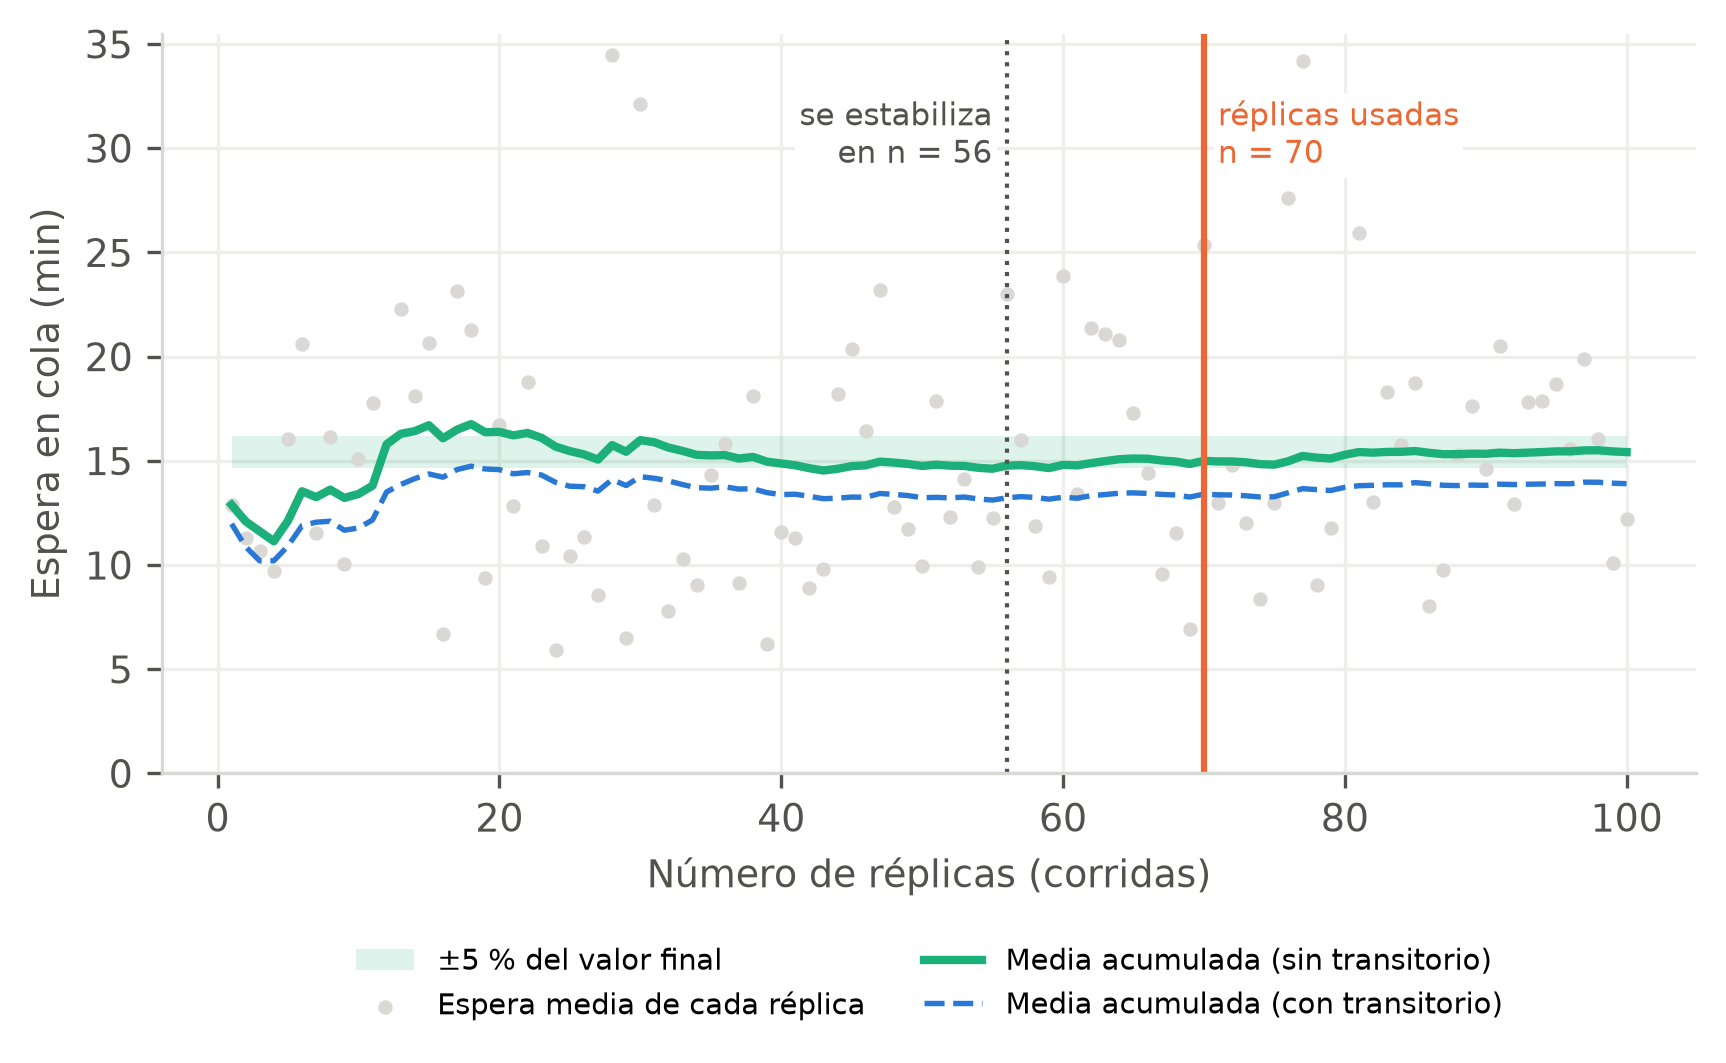 35
30
25
20
15
10
5
0
Espera en cola (min)
se estabiliza
en n = 56
réplicas usadas
n = 70
0 20 40 60 80 100
Número de réplicas (corridas)
±5 % del valor final
Espera media de cada réplica
Media acumulada (sin transitorio)
Media acumulada (con transitorio)